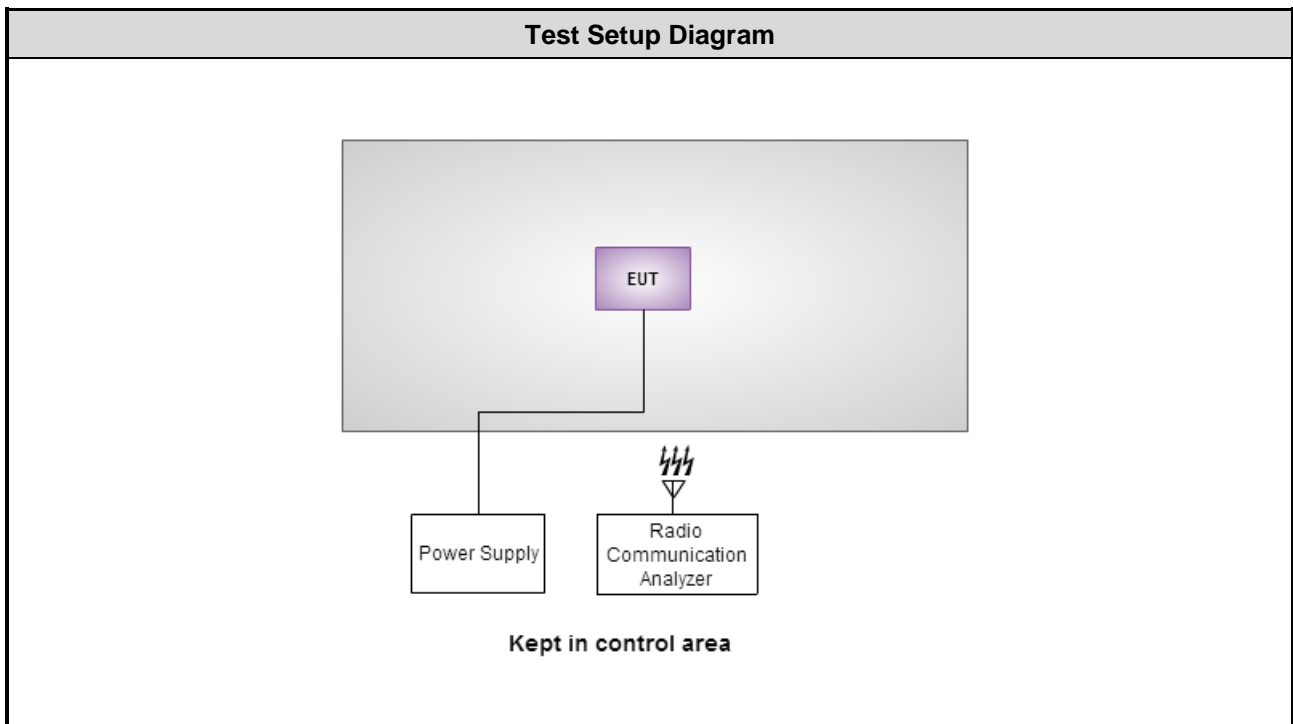 Test Setup Diagram
EUT
Power Supply
Radio
Communication
Analyzer
Kept in control area